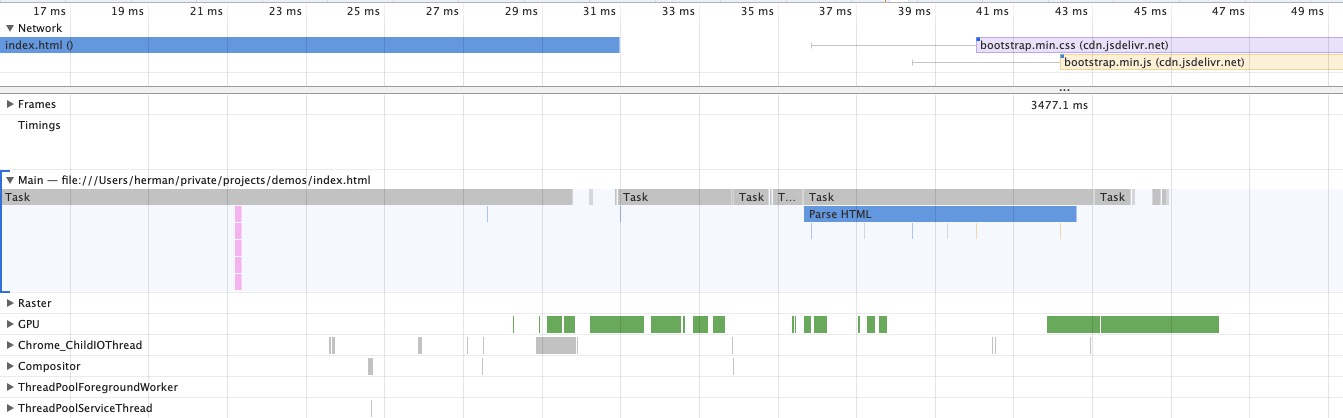 17 ms 19 ms 21 ms 23 ms 25 ms 27 ms 29 ms 31 ms 33 ms 35 ms 37 ms 39 ms 41 ms 43 ms 45 ms 47 ms 49 ms
Network
index.html ()
bootstrap.min.css (cdn.jsdelivr.net)
bootstrap.min.js (cdn.jsdelivr.net)
...
Frames
3477.1 ms
Timings
Main — file:///Users/herman/private/projects/demos/index.html
Task Task Task T... Task Task
Parse HTML
Raster
GPU
Chrome_ChildIOThread
Compositor
ThreadPoolForegroundWorker
ThreadPoolServiceThread